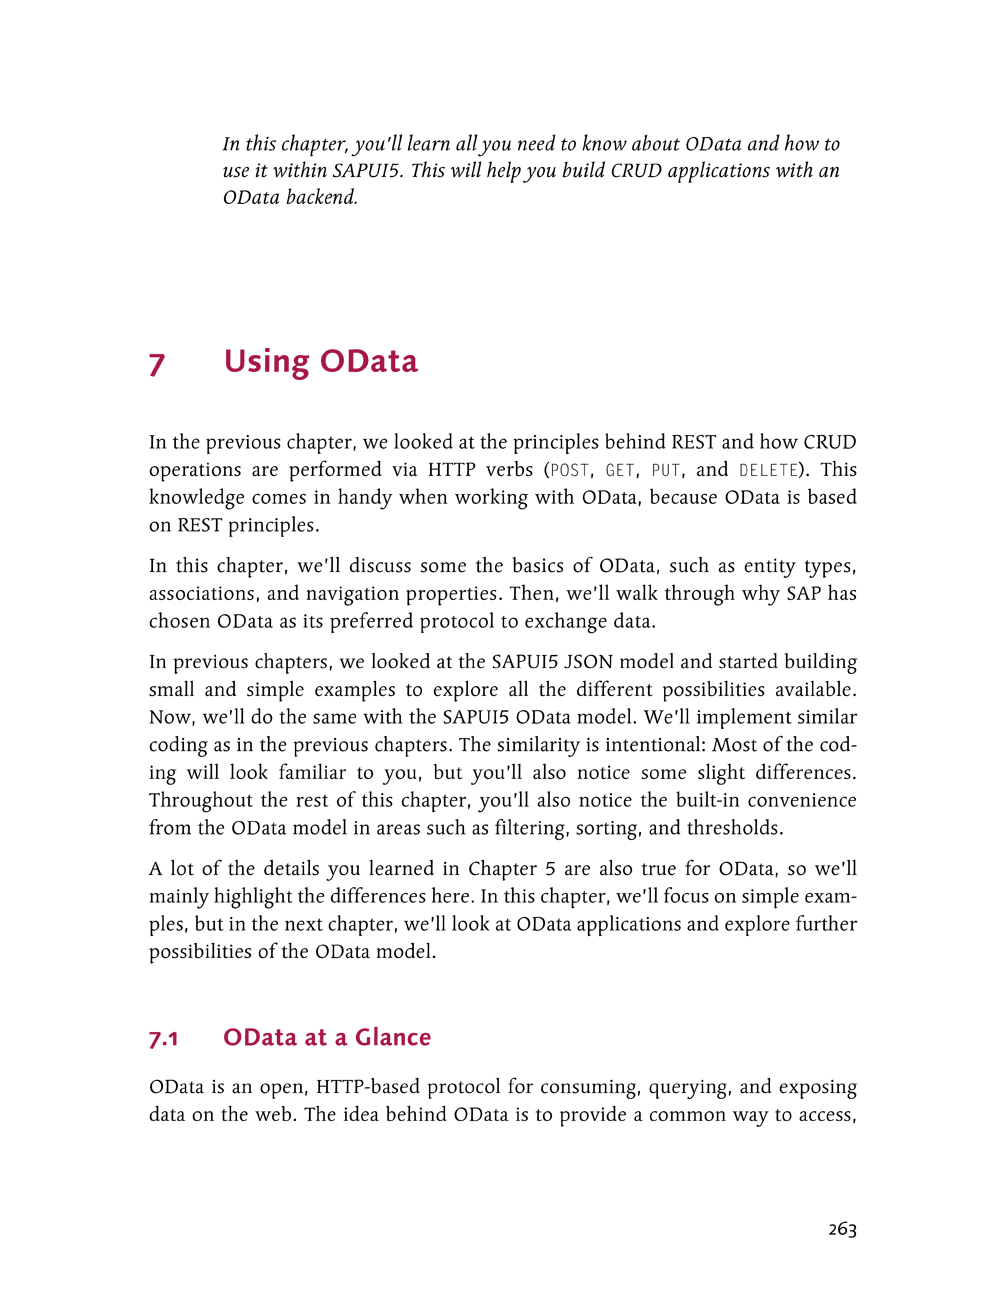 In this chapter, you’ll learn all you need to know about OData and how to
use it within SAPUI5. This will help you build CRUD applications with an
OData backend.
7 Using OData
In the previous chapter, we looked at the principles behind REST and how CRUD
operations are performed via HTTP verbs (POST, GET, PUT, and DELETE). This
knowledge comes in handy when working with OData, because OData is based
on REST principles.
In this chapter, we’ll discuss some the basics of OData, such as entity types,
associations, and navigation properties. Then, we’ll walk through why SAP has
chosen OData as its preferred protocol to exchange data.
In previous chapters, we looked at the SAPUI5 JSON model and started building
small and simple examples to explore all the different possibilities available.
Now, we’ll do the same with the SAPUI5 OData model. We’ll implement similar
coding as in the previous chapters. The similarity is intentional: Most of the cod-
ing will look familiar to you, but you’ll also notice some slight differences.
Throughout the rest of this chapter, you’ll also notice the built-in convenience
from the OData model in areas such as filtering, sorting, and thresholds.
A lot of the details you learned in Chapter 5 are also true for OData, so we’ll
mainly highlight the differences here. In this chapter, we’ll focus on simple exam-
ples, but in the next chapter, we’ll look at OData applications and explore further
possibilities of the OData model.
7.1 OData at a Glance
OData is an open, HTTP-based protocol for consuming, querying, and exposing
data on the web. The idea behind OData is to provide a common way to access,
263